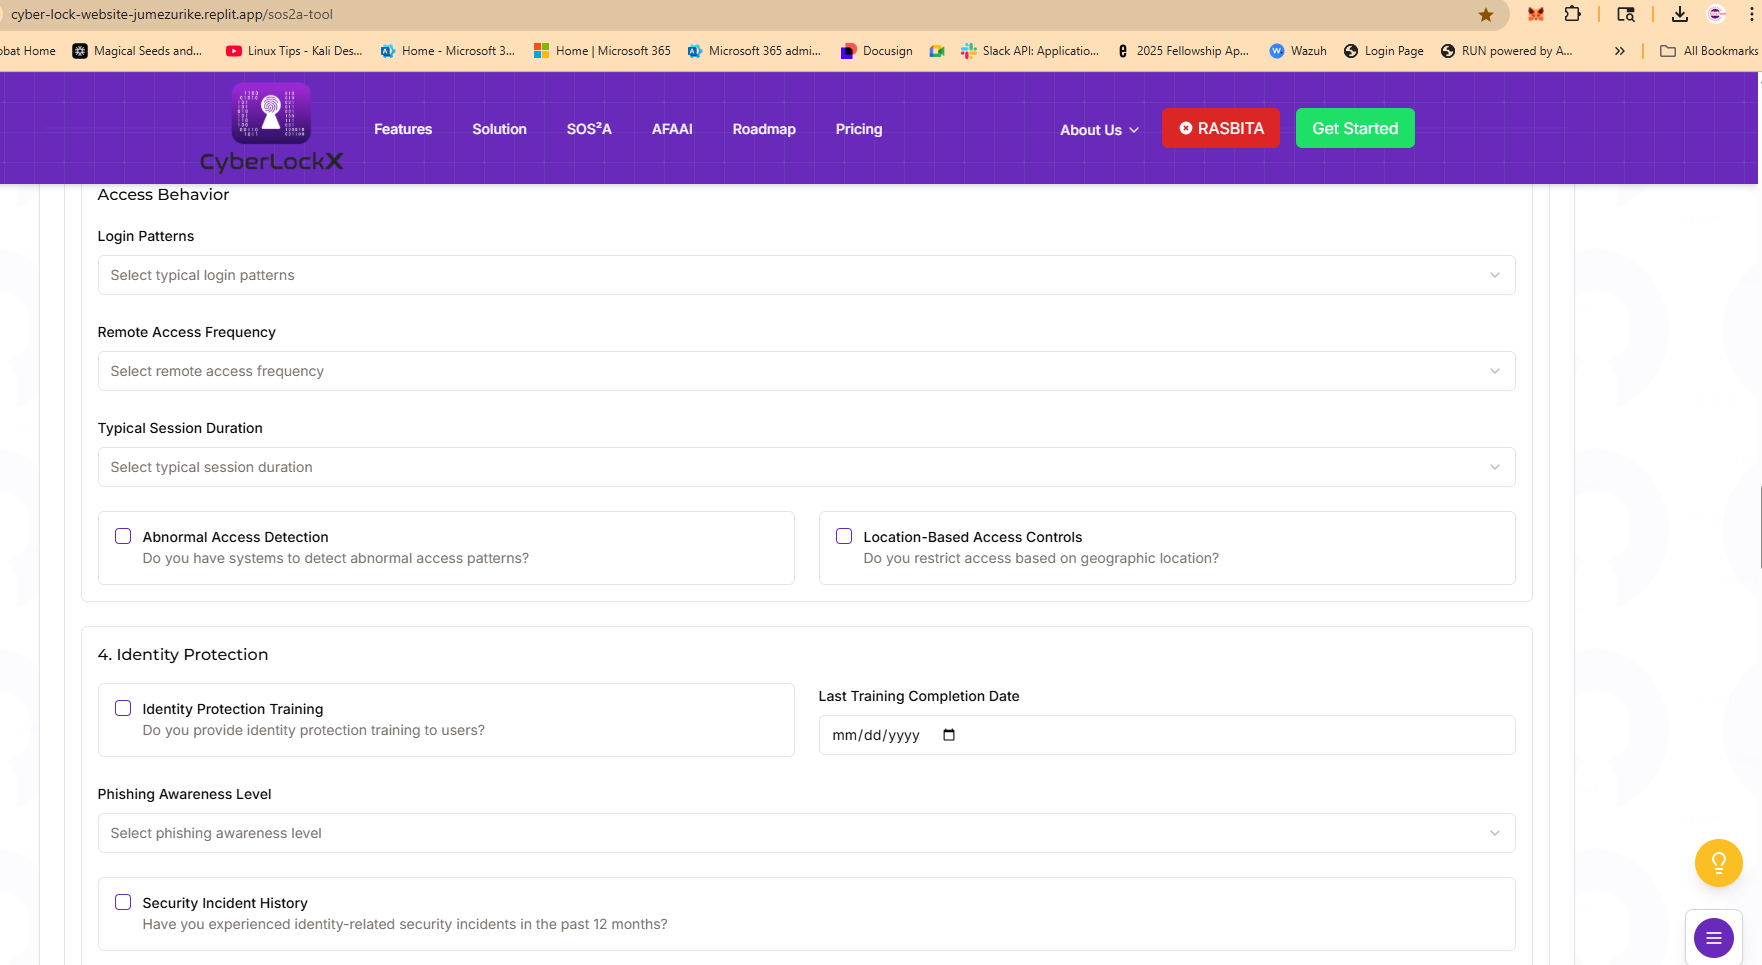 cyber-lock-website-jumezurike.replit.app/sos2a-tool
obat Home Magical Seeds and... Linux Tips - Kali Des... Home - Microsoft 3... Home | Microsoft 365 Microsoft 365 admi... Docusign Slack API: Applicatio... 2025 Fellowship Ap... Wazuh Login Page RUN powered by A... » All Bookmarks
CyberLockX
Features Solution SOS²A AFAAI Roadmap Pricing About Us RASBITA Get Started
Access Behavior
Login Patterns
Select typical login patterns
Remote Access Frequency
Select remote access frequency
Typical Session Duration
Select typical session duration
Abnormal Access Detection
Do you have systems to detect abnormal access patterns?
Location-Based Access Controls
Do you restrict access based on geographic location?
4. Identity Protection
Identity Protection Training
Do you provide identity protection training to users?
Last Training Completion Date
mm/dd/yyyy
Phishing Awareness Level
Select phishing awareness level
Security Incident History
Have you experienced identity-related security incidents in the past 12 months?